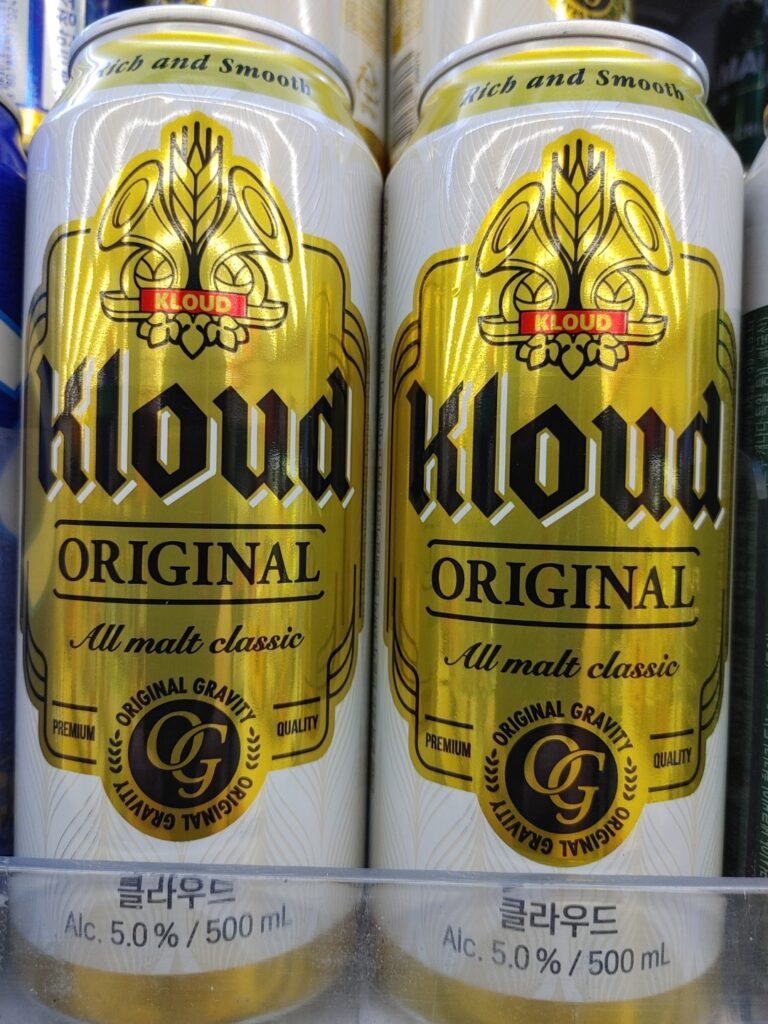 Rich and Smooth
KLOUD
Kloud
ORIGINAL
All malt classic
ORIGINAL GRAVITY
PREMIUM
OG
QUALITY
ORIGINAL GRAVITY
클라우드
Alc. 5.0 % / 500 mL
Rich and Smooth
KLOUD
Kloud
ORIGINAL
All malt classic
ORIGINAL GRAVITY
PREMIUM
OG
QUALITY
ORIGINAL GRAVITY
클라우드
Alc. 5.0 % / 500 mL